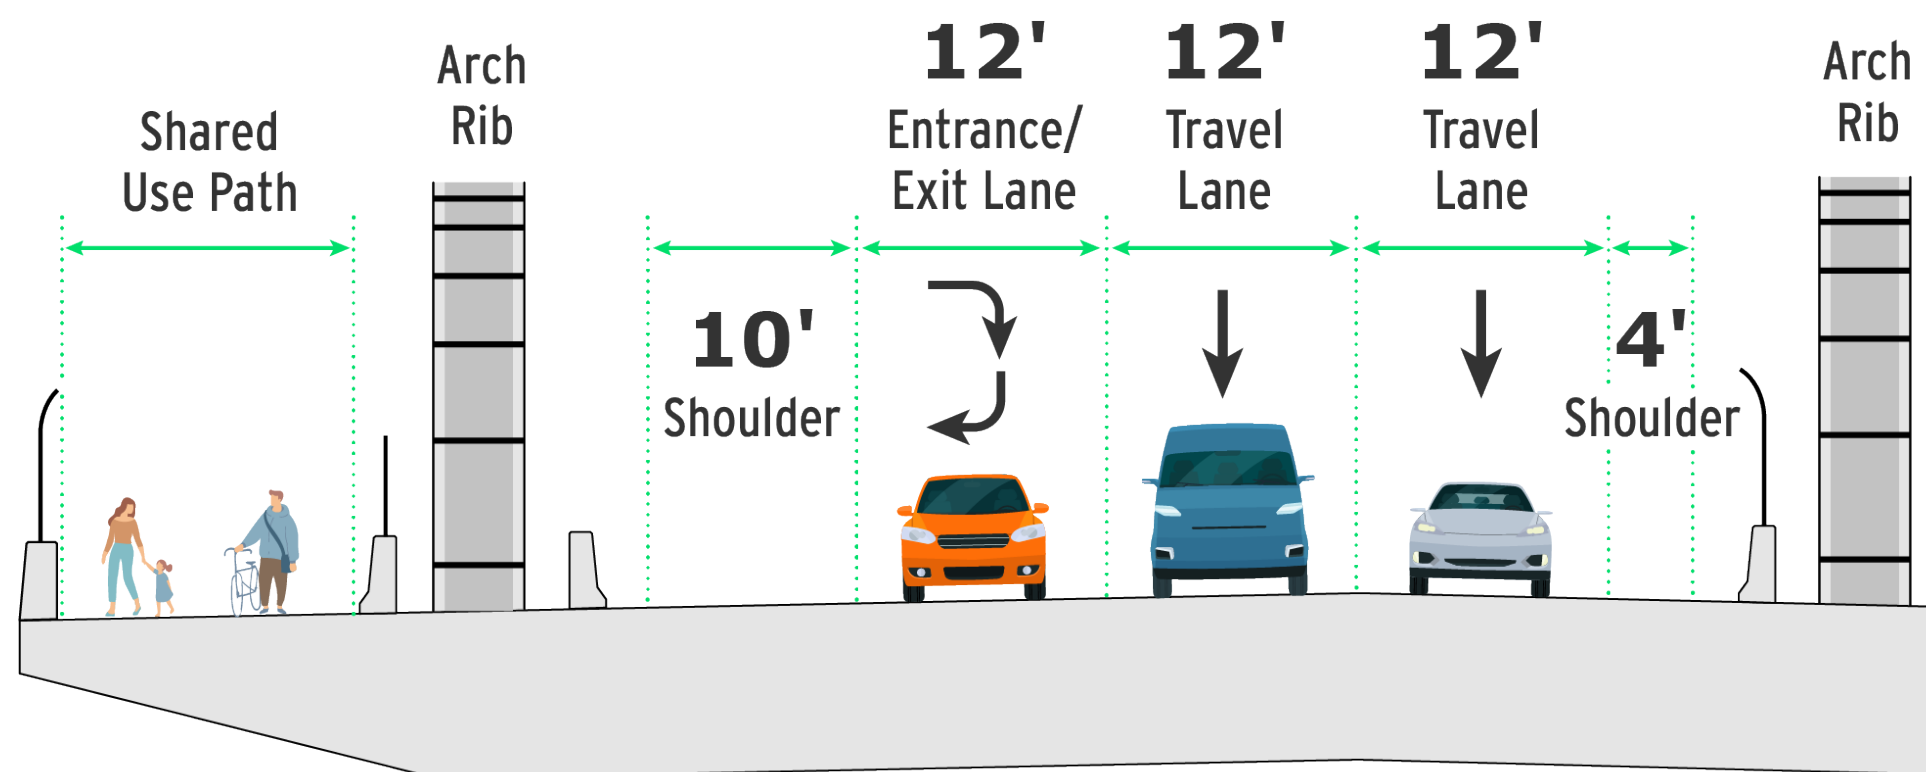 Shared
Use Path
Arch
Rib
10'
Shoulder
12'
Entrance/
Exit Lane
12'
Travel
Lane
12'
Travel
Lane
4'
Shoulder
Arch
Rib